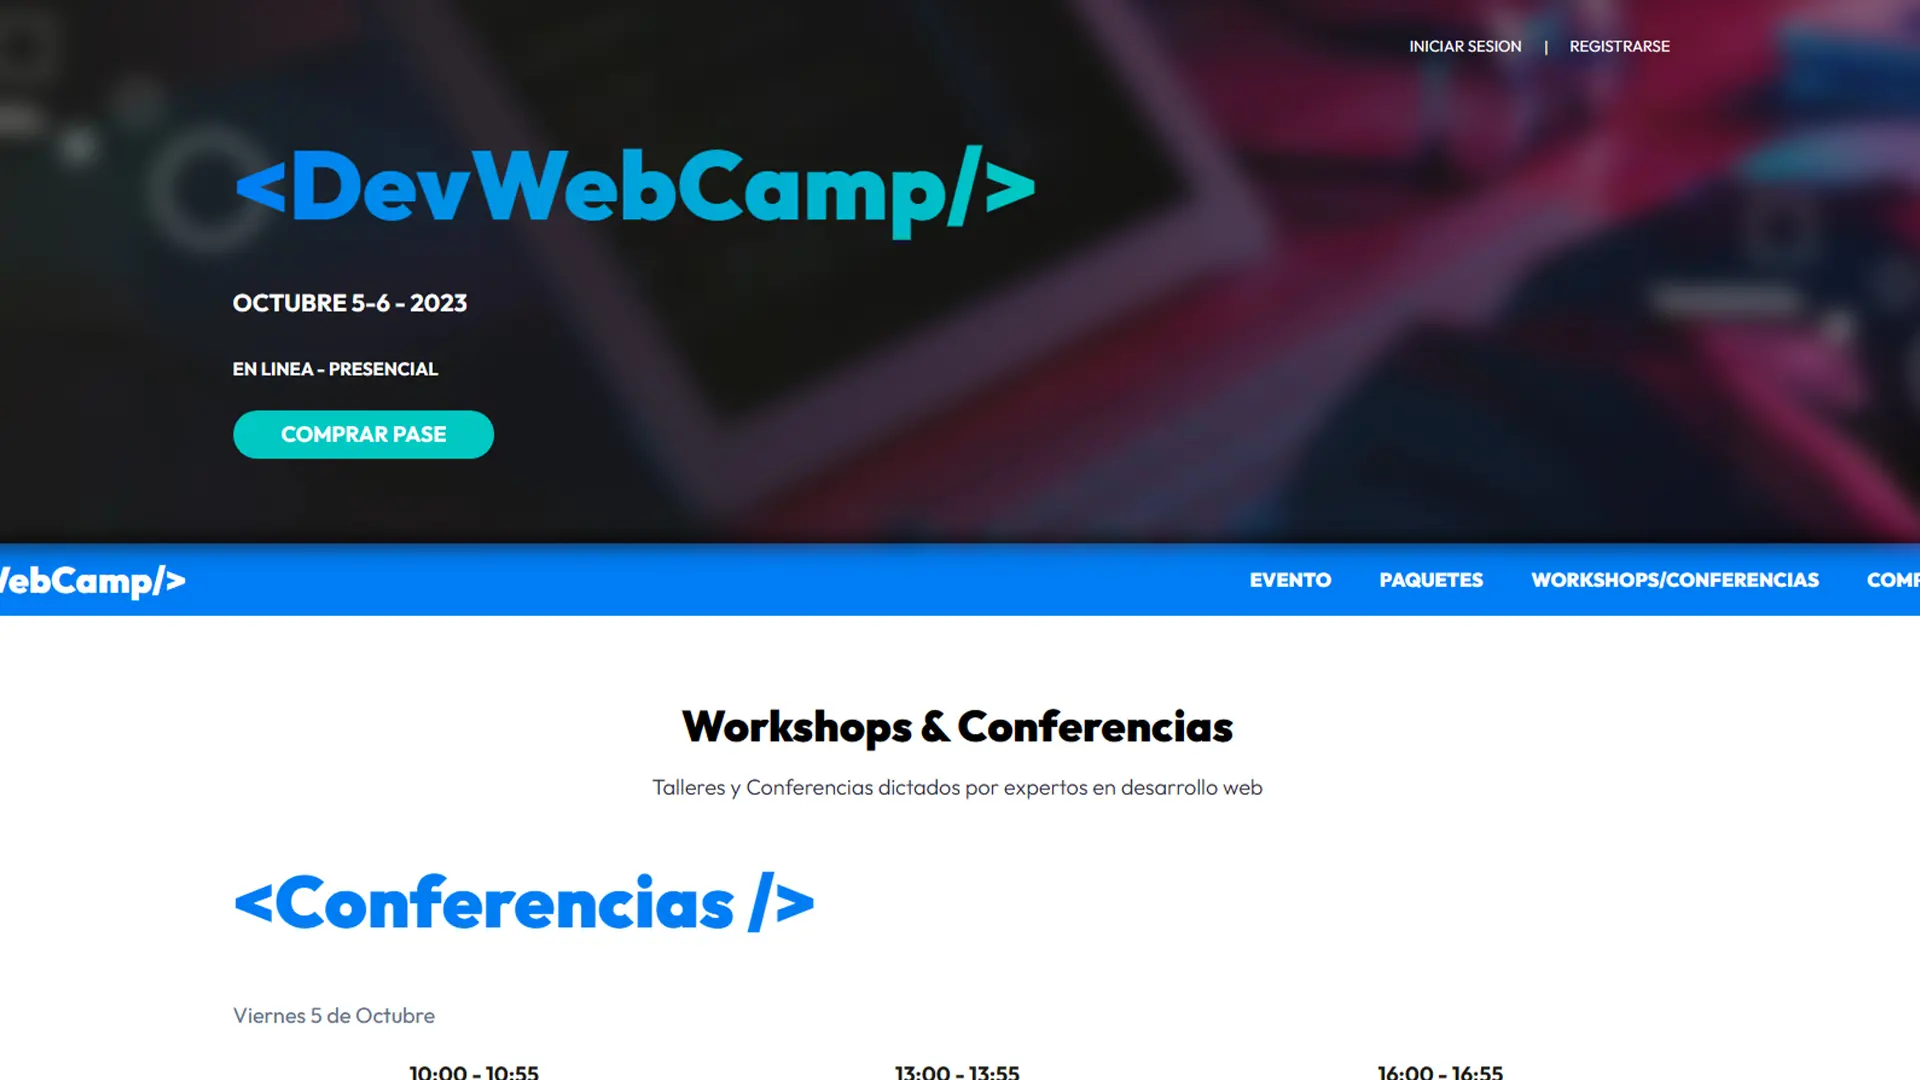 INICIAR SESION | REGISTRARSE
<DevWebCamp/>
OCTUBRE 5-6 - 2023
EN LINEA - PRESENCIAL
COMPRAR PASE
WebCamp/> EVENTO PAQUETES WORKSHOPS/CONFERENCIAS COMP
Workshops & Conferencias
Talleres y Conferencias dictados por expertos en desarrollo web
<Conferencias />
Viernes 5 de Octubre
10:00 - 10:55 13:00 - 13:55 16:00 - 16:55